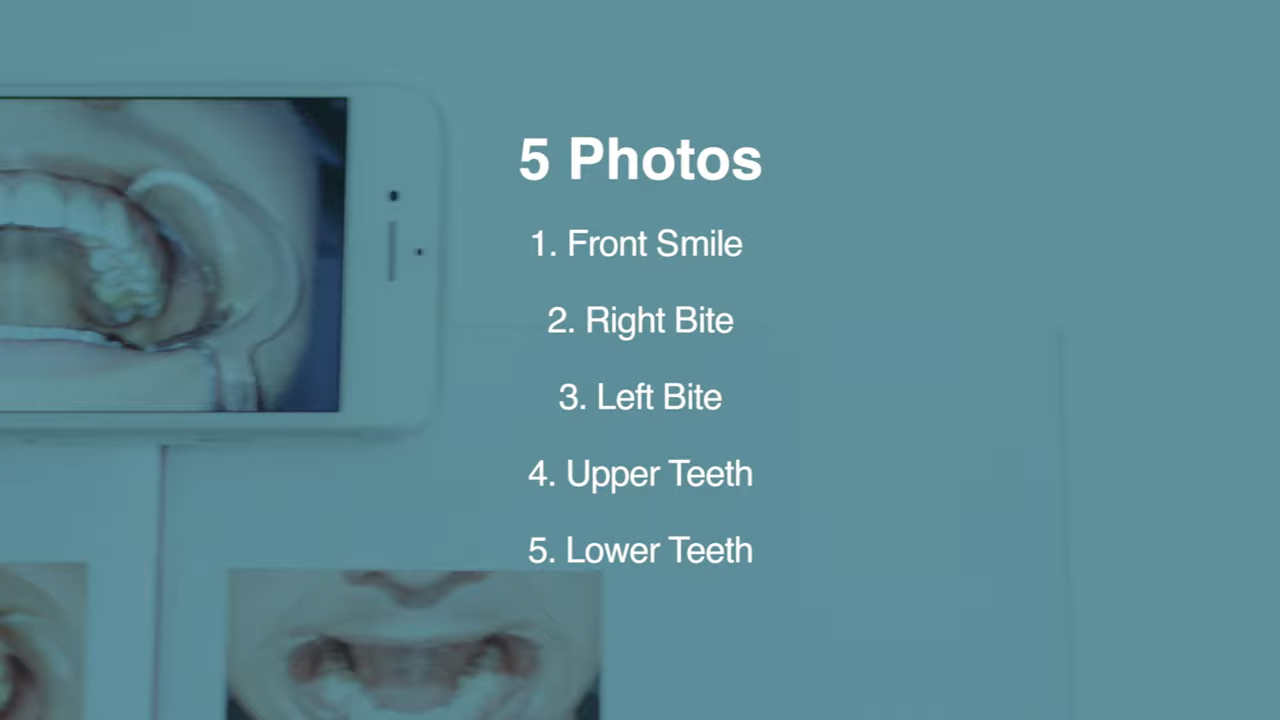 5 Photos
1. Front Smile
2. Right Bite
3. Left Bite
4. Upper Teeth
5. Lower Teeth